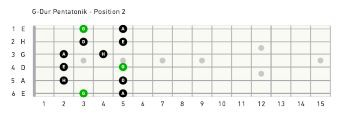 G-Dur Pentatonik - Position 2
1 E G A
2 H D E
3 G A H
4 D E G
5 A H D
6 E G A
1 2 3 4 5 6 7 8 9 10 11 12 13 14 15